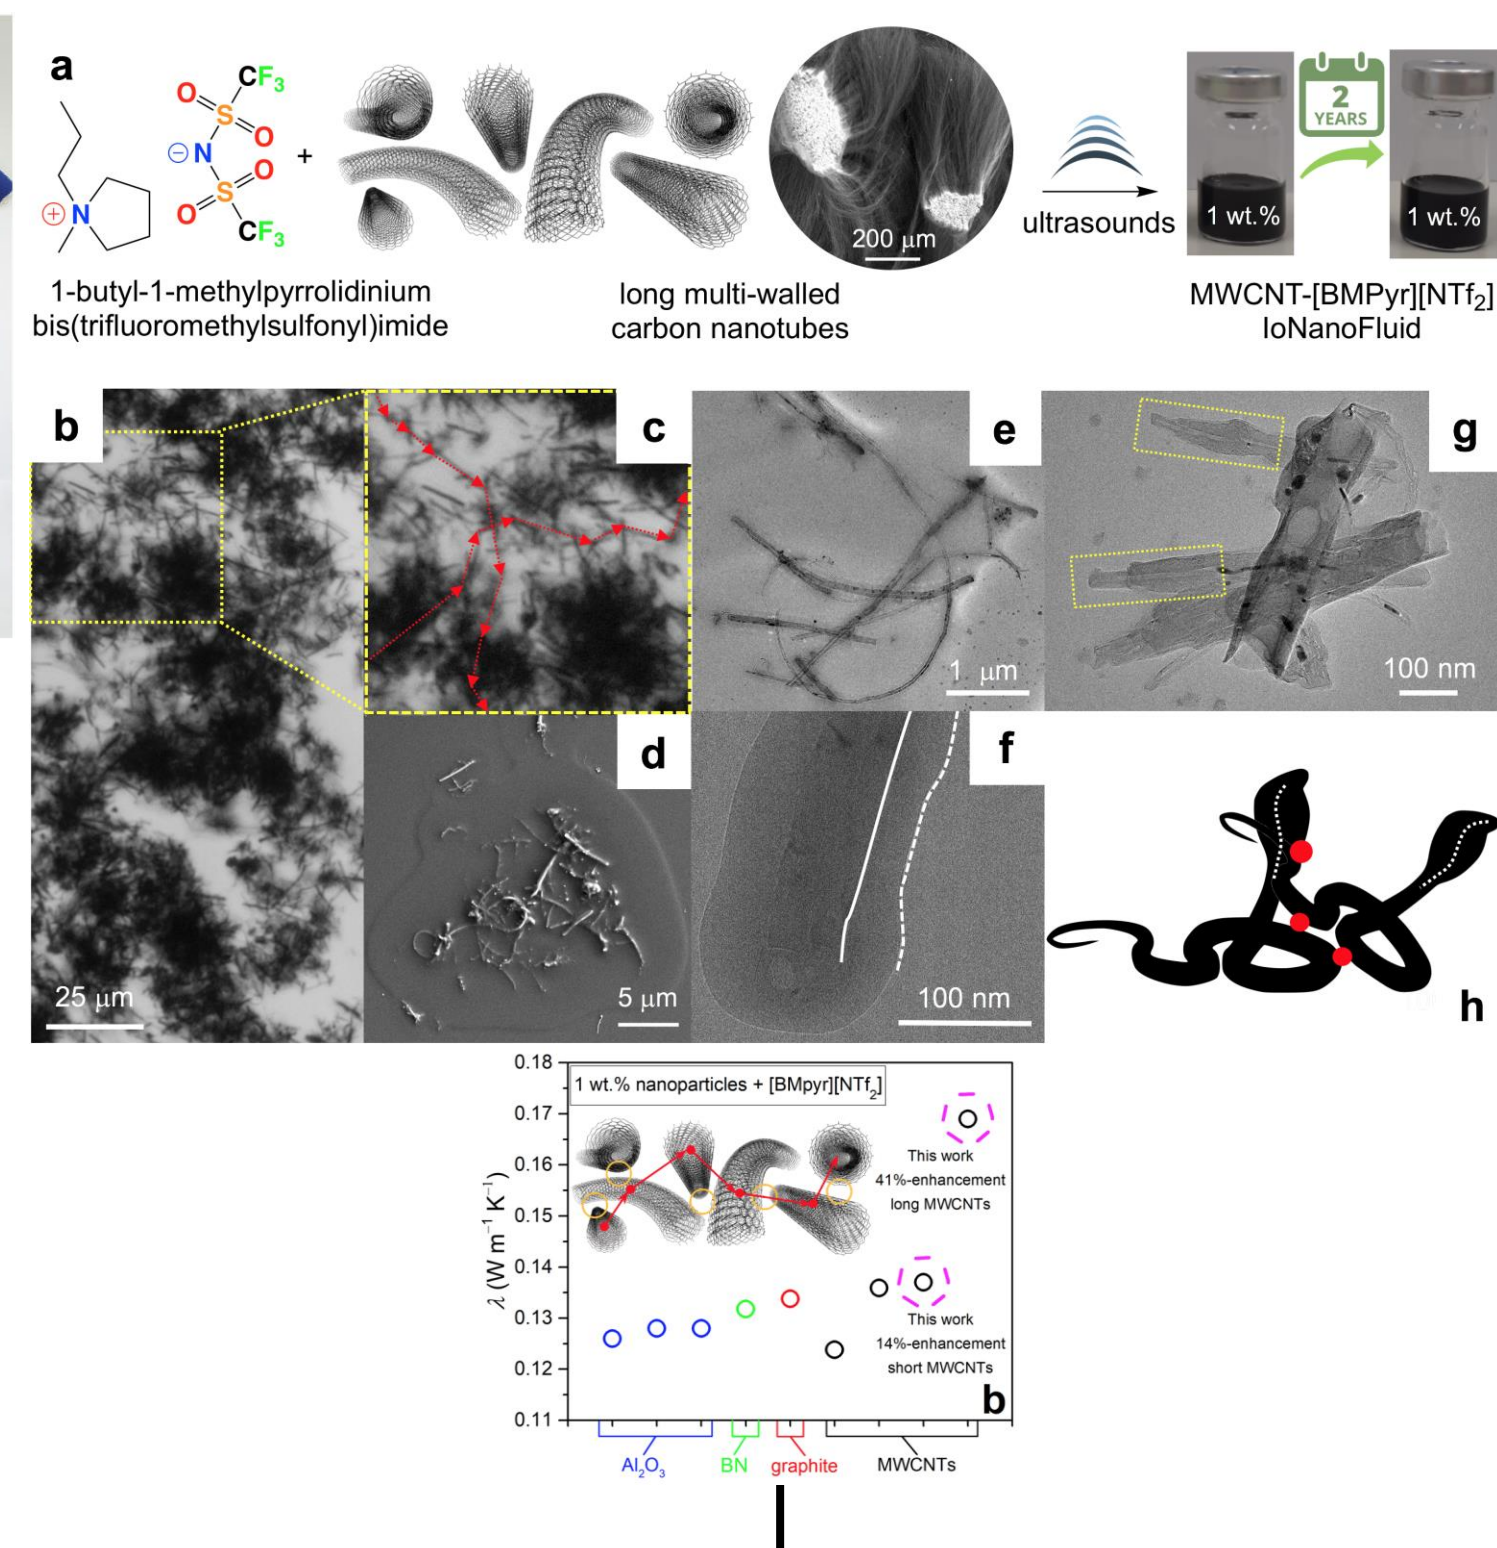 a
CF3
O
S
O
⊖ N
O
S
O
CF3
+
⊕ N
1-butyl-1-methylpyrrolidinium
bis(trifluoromethylsulfonyl)imide
long multi-walled
carbon nanotubes
200 μm
ultrasounds
1 wt.%
2
YEARS
1 wt.%
MWCNT-[BMPyr][NTf2]
IoNanoFluid
b
25 μm
c
d
5 μm
e
1 μm
f
100 nm
g
100 nm
h
0.18
0.17
0.16
0.15
0.14
0.13
0.12
0.11
λ (W m−1 K−1)
1 wt.% nanoparticles + [BMpyr][NTf2]
This work
41%-enhancement
long MWCNTs
This work
14%-enhancement
short MWCNTs
b
Al2O3
BN
graphite
MWCNTs